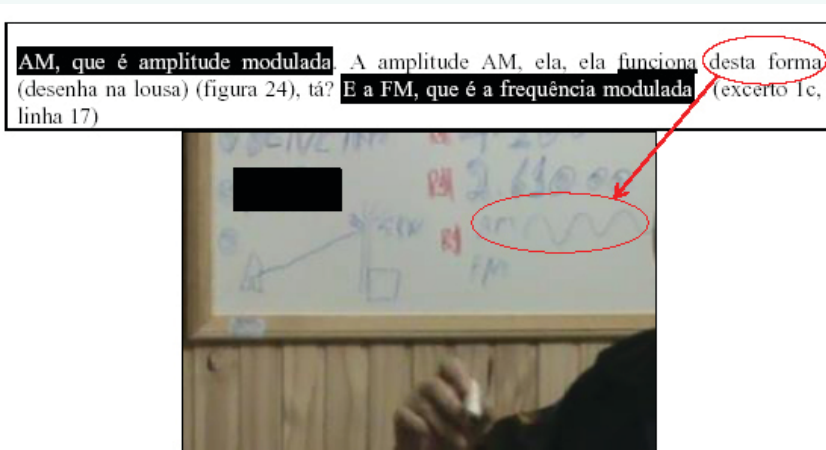 AM, que é amplitude modulada. A amplitude AM, ela, ela funciona desta forma
(desenha na lousa) (figura 24), tá? E a FM, que é a frequência modulada (excerto 1c,
linha 17)
FM